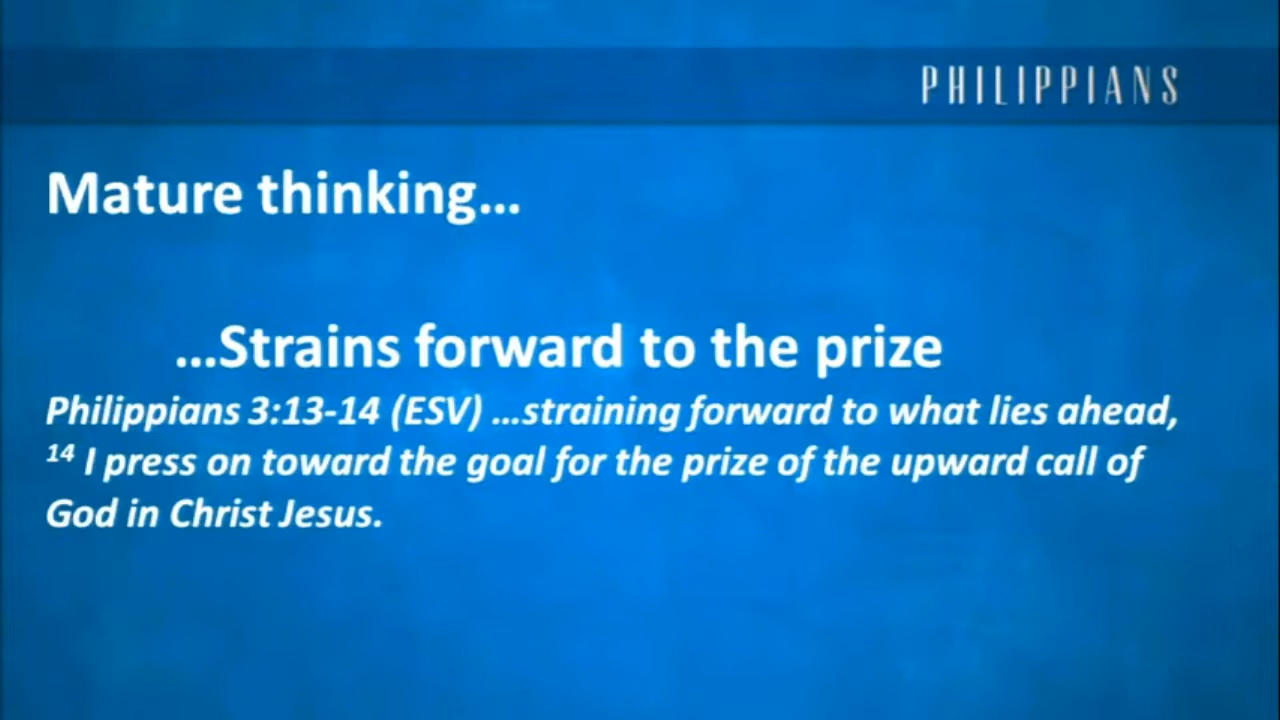 PHILIPPIANS
Mature thinking...
...Strains forward to the prize
Philippians 3:13-14 (ESV) ...straining forward to what lies ahead,
14 I press on toward the goal for the prize of the upward call of
God in Christ Jesus.